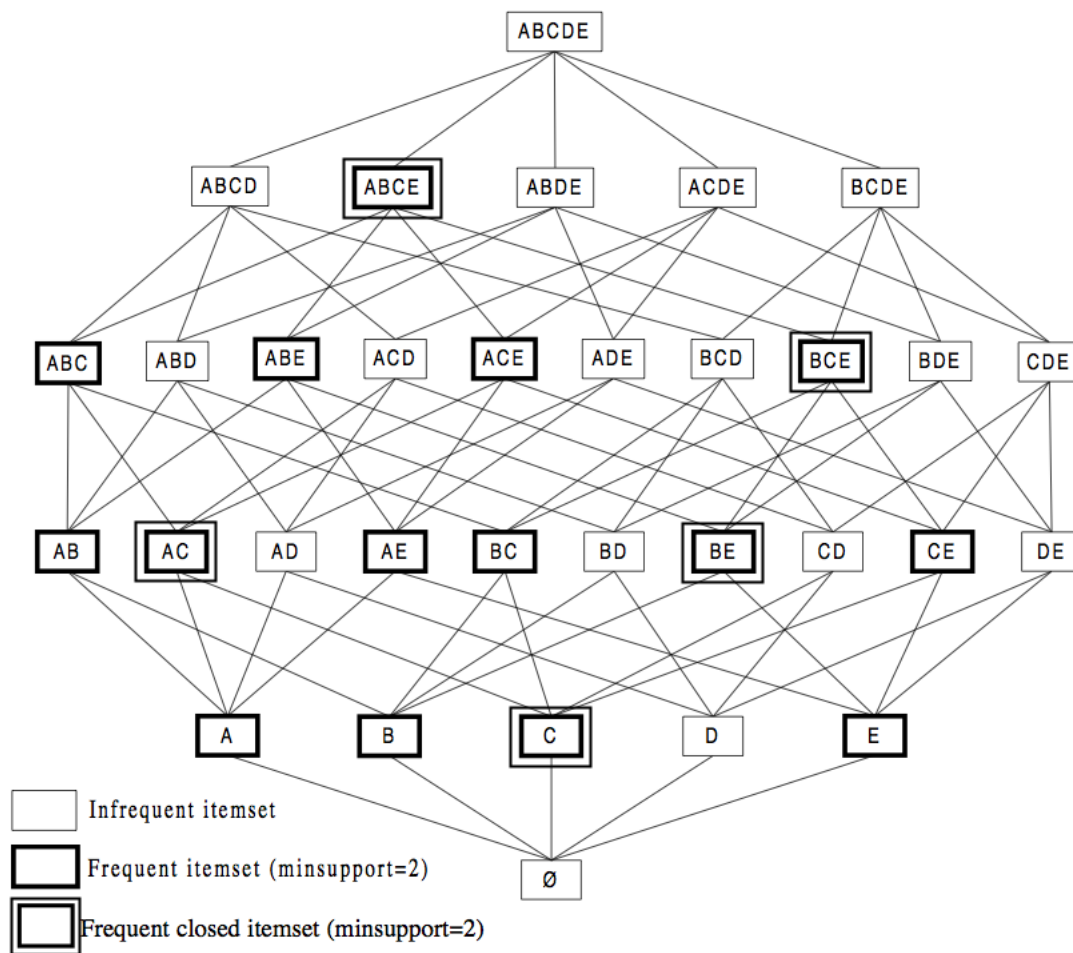 ABCDE
ABCD ABCE ABDE ACDE BCDE
ABC ABD ABE ACD ACE ADE BCD BCE BDE CDE
AB AC AD AE BC BD BE CD CE DE
A B C D E
Infrequent itemset
Frequent itemset (minsupport=2)
Ø
Frequent closed itemset (minsupport=2)